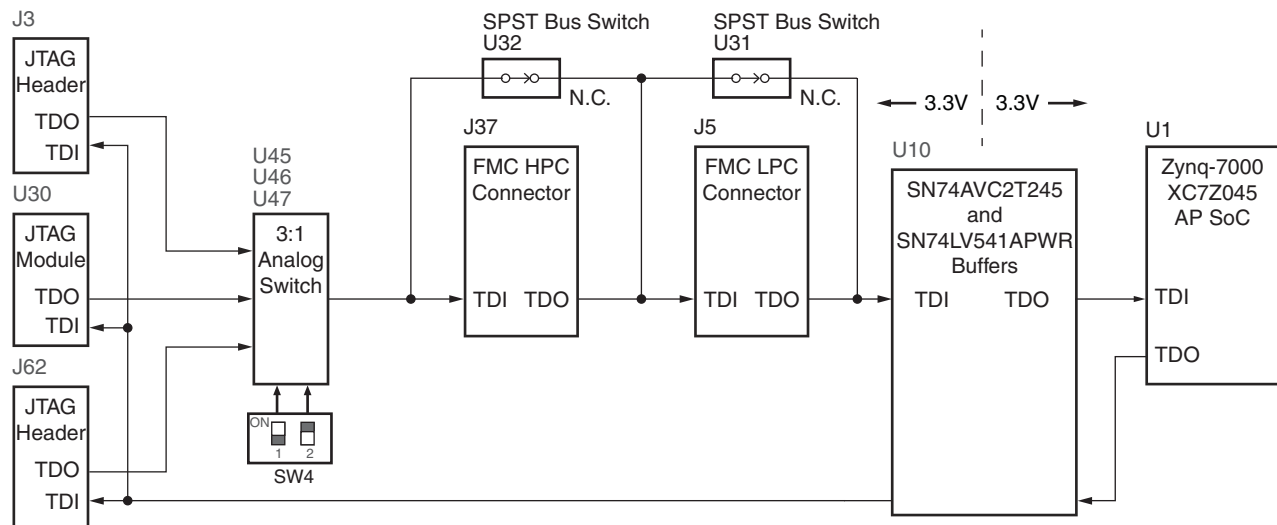 J3
JTAG
Header
TDO
TDI
U30
JTAG
Module
TDO
TDI
J62
JTAG
Header
TDO
TDI
U45
U46
U47
3:1
Analog
Switch
ON
1 2
SW4
SPST Bus Switch
U32
N.C.
J37
FMC HPC
Connector
TDI TDO
SPST Bus Switch
U31
N.C.
J5
FMC LPC
Connector
TDI TDO
3.3V 3.3V
U10
SN74AVC2T245
and
SN74LV541APWR
Buffers
TDI TDO
U1
Zynq-7000
XC7Z045
AP SoC
TDI
TDO